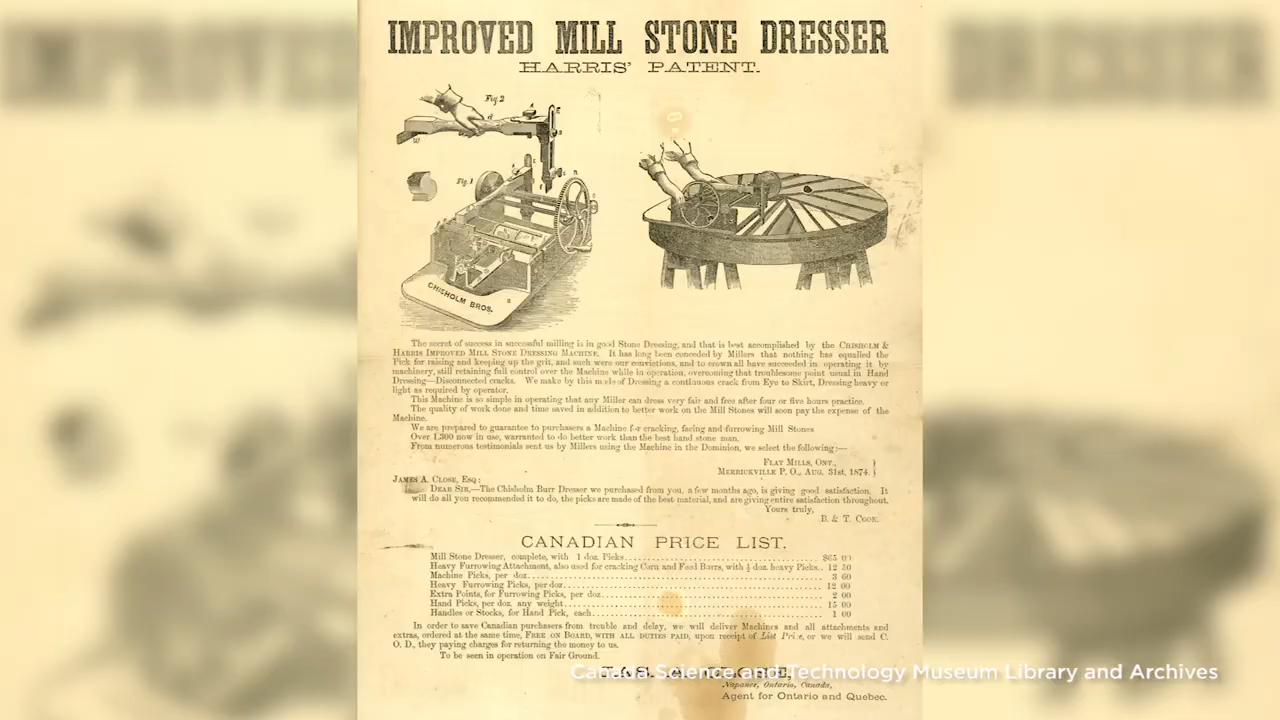 IMPROVED MILL STONE DRESSER
HARRIS' PATENT.
Fig. 2
Fig. 1
CHISHOLM BROS.
The secret of success in successful milling is in good Stone Dressing, and that is best accomplished by the CHISHOLM &
HARRIS IMPROVED MILL STONE DRESSING MACHINE. It has long been conceded by Millers that nothing has equalled the
Pick for raising and keeping up the grit, and such were our convictions, and to crown all have succeeded in operating it by
machinery, still retaining full control over the Machine while in operation, overcoming that troublesome point usual in Hand
Dressing—Disconnected cracks. We make by this mode of Dressing a continuous crack from Eye to Skirt, Dressing heavy or
light as required by operator.
This Machine is so simple in operating that any Miller can dress very fair and free after four or five hours practice.
The quality of work done and time saved in addition to better work on the Mill Stones will soon pay the expense of the
Machine.
We are prepared to guarantee to purchasers a Machine for cracking, facing and furrowing Mill Stones
Over 1,300 now in use, warranted to do better work than the best hand stone man.
From numerous testimonials sent us by Millers using the Machine in the Dominion, we select the following:—
FLAT MILLS, ONT.,
MERRICKVILLE P. O., AUG. 31st, 1874.
JAMES A. CLOSE, ESQ:
DEAR SIR,—The Chisholm Burr Dresser we purchased from you, a few months ago, is giving good satisfaction. It
will do all you recommended it to do, the picks are made of the best material, and are giving entire satisfaction throughout.
Yours truly,
B. & T. COOK.
CANADIAN PRICE LIST.
Mill Stone Dresser, complete, with 1 doz. Picks $65 00
Heavy Furrowing Attachment, also used for cracking Corn and Feed Burrs, with ½ doz. heavy Picks.. 12 50
Machine Picks, per doz. 3 60
Heavy Furrowing Picks, per doz. 12 00
Extra Points, for Furrowing Picks, per doz. 2 00
Hand Picks, per doz. any weight 15 00
Handles or Stocks, for Hand Pick, each 1 00
In order to save Canadian purchasers from trouble and delay, we will deliver Machines and all attachments and
extras, ordered at the same time, FREE ON BOARD, WITH ALL DUTIES PAID, upon receipt of List Price, or we will send C.
O. D., they paying charges for returning the money to us.
To be seen in operation on Fair Ground.
JAS. A. CLOSE,
Canada Science and Technology Museum Library and Archives
Napanee, Ontario, Canada,
Agent for Ontario and Quebec.